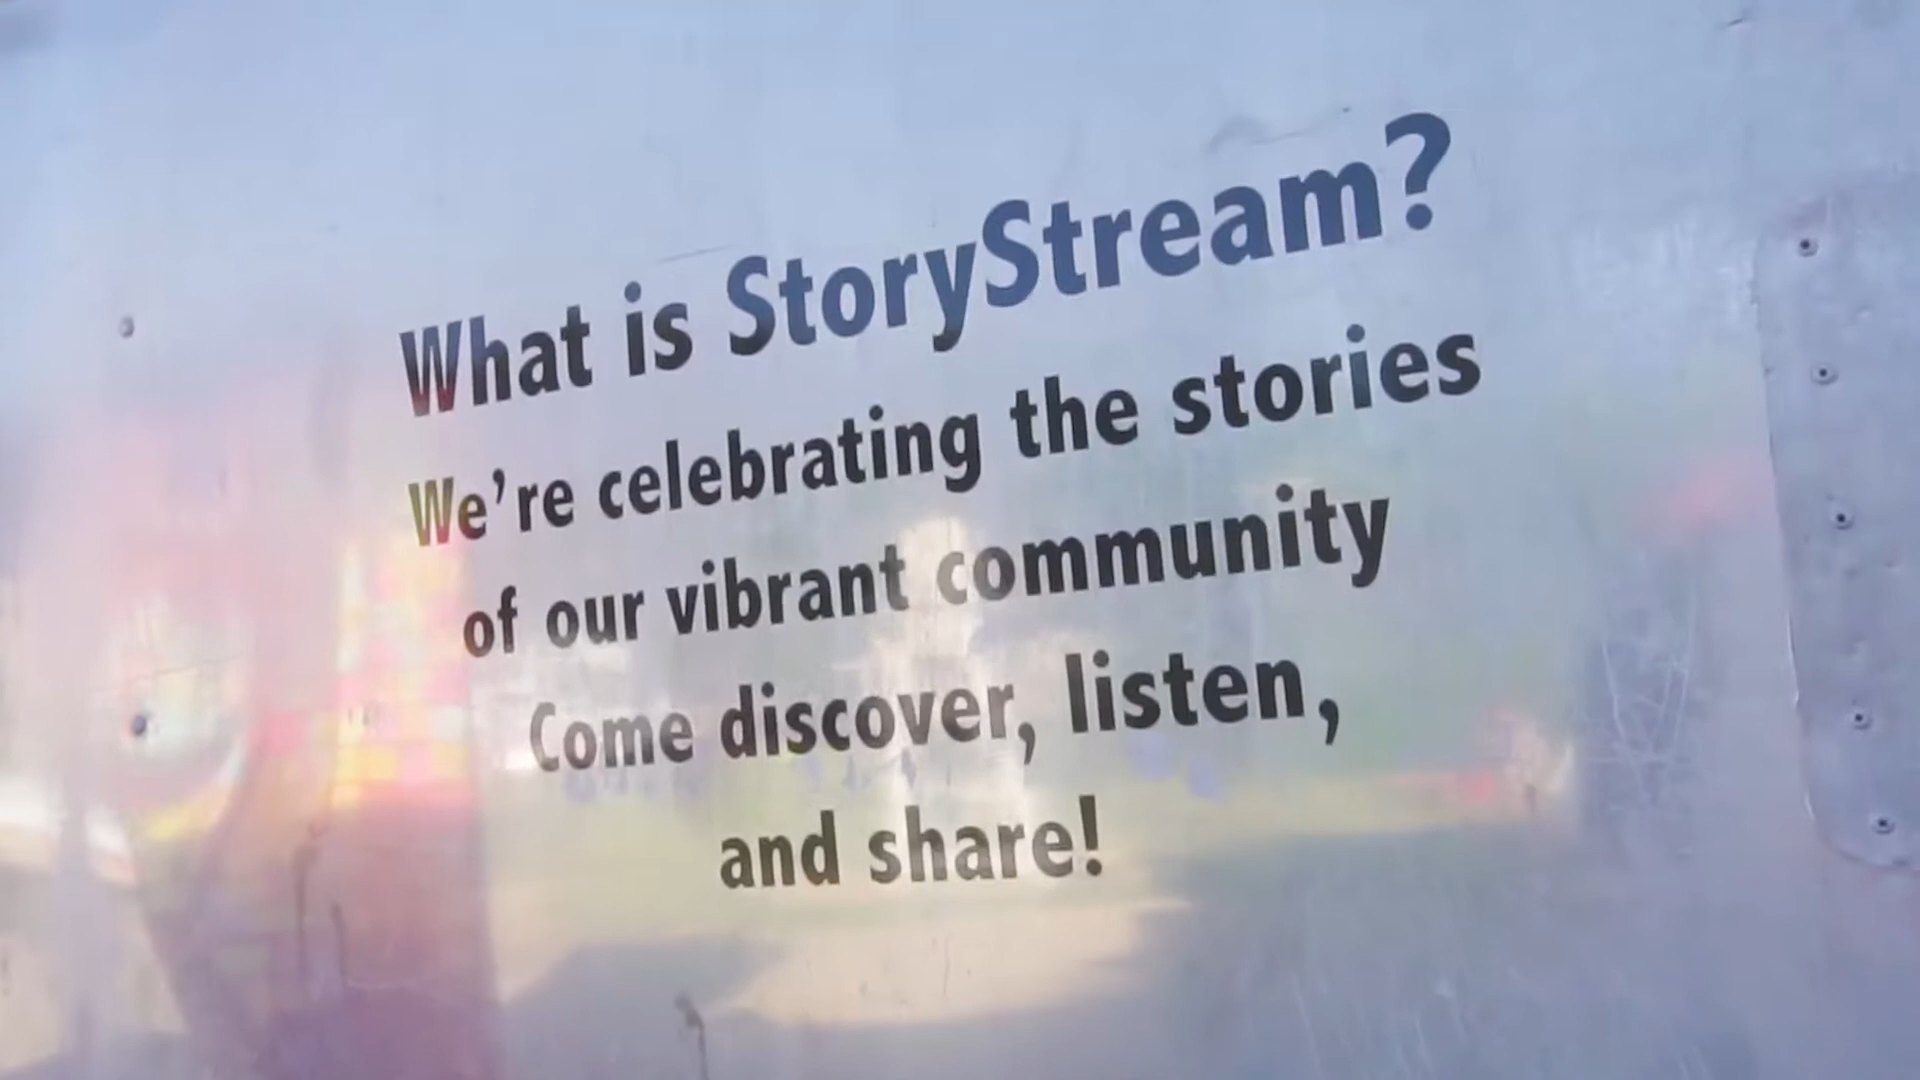 What is StoryStream?
We're celebrating the stories
of our vibrant community
Come discover, listen,
and share!